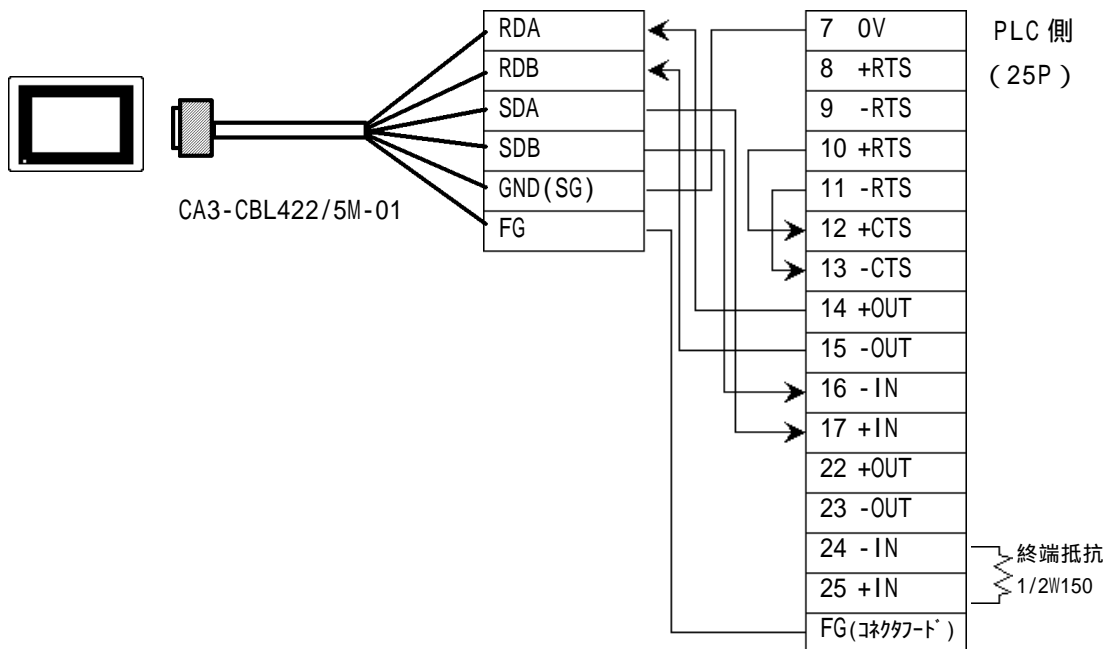 CA3-CBL422/5M-01
RDA
RDB
SDA
SDB
GND(SG)
FG
7 0V
8 +RTS
9 -RTS
10 +RTS
11 -RTS
12 +CTS
13 -CTS
14 +OUT
15 -OUT
16 -IN
17 +IN
22 +OUT
23 -OUT
24 -IN
25 +IN
FG(ｺﾈｸﾀﾌｰﾄﾞ)
PLC側
(25P)
終端抵抗
1/2W150